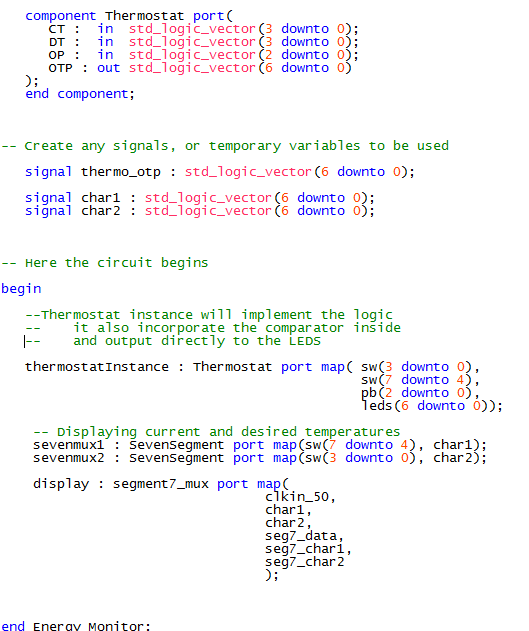 component Thermostat port(
CT :  in  std_logic_vector(3 downto 0);
DT :  in  std_logic_vector(3 downto 0);
OP :  in  std_logic_vector(2 downto 0);
OTP : out std_logic_vector(6 downto 0)
);
end component;
-- Create any signals, or temporary variables to be used
signal thermo_otp : std_logic_vector(6 downto 0);
signal char1 : std_logic_vector(6 downto 0);
signal char2 : std_logic_vector(6 downto 0);
-- Here the circuit begins
begin
--Thermostat instance will implement the logic
--    it also incorporate the comparator inside
--    and output directly to the LEDS
thermostatInstance : Thermostat port map( sw(3 downto 0),
sw(7 downto 4),
pb(2 downto 0),
leds(6 downto 0));
-- Displaying current and desired temperatures
sevenmux1 : SevenSegment port map(sw(7 downto 4), char1);
sevenmux2 : SevenSegment port map(sw(3 downto 0), char2);
display : segment7_mux port map(
clkin_50,
char1,
char2,
seg7_data,
seg7_char1,
seg7_char2
);
end Energy_Monitor;